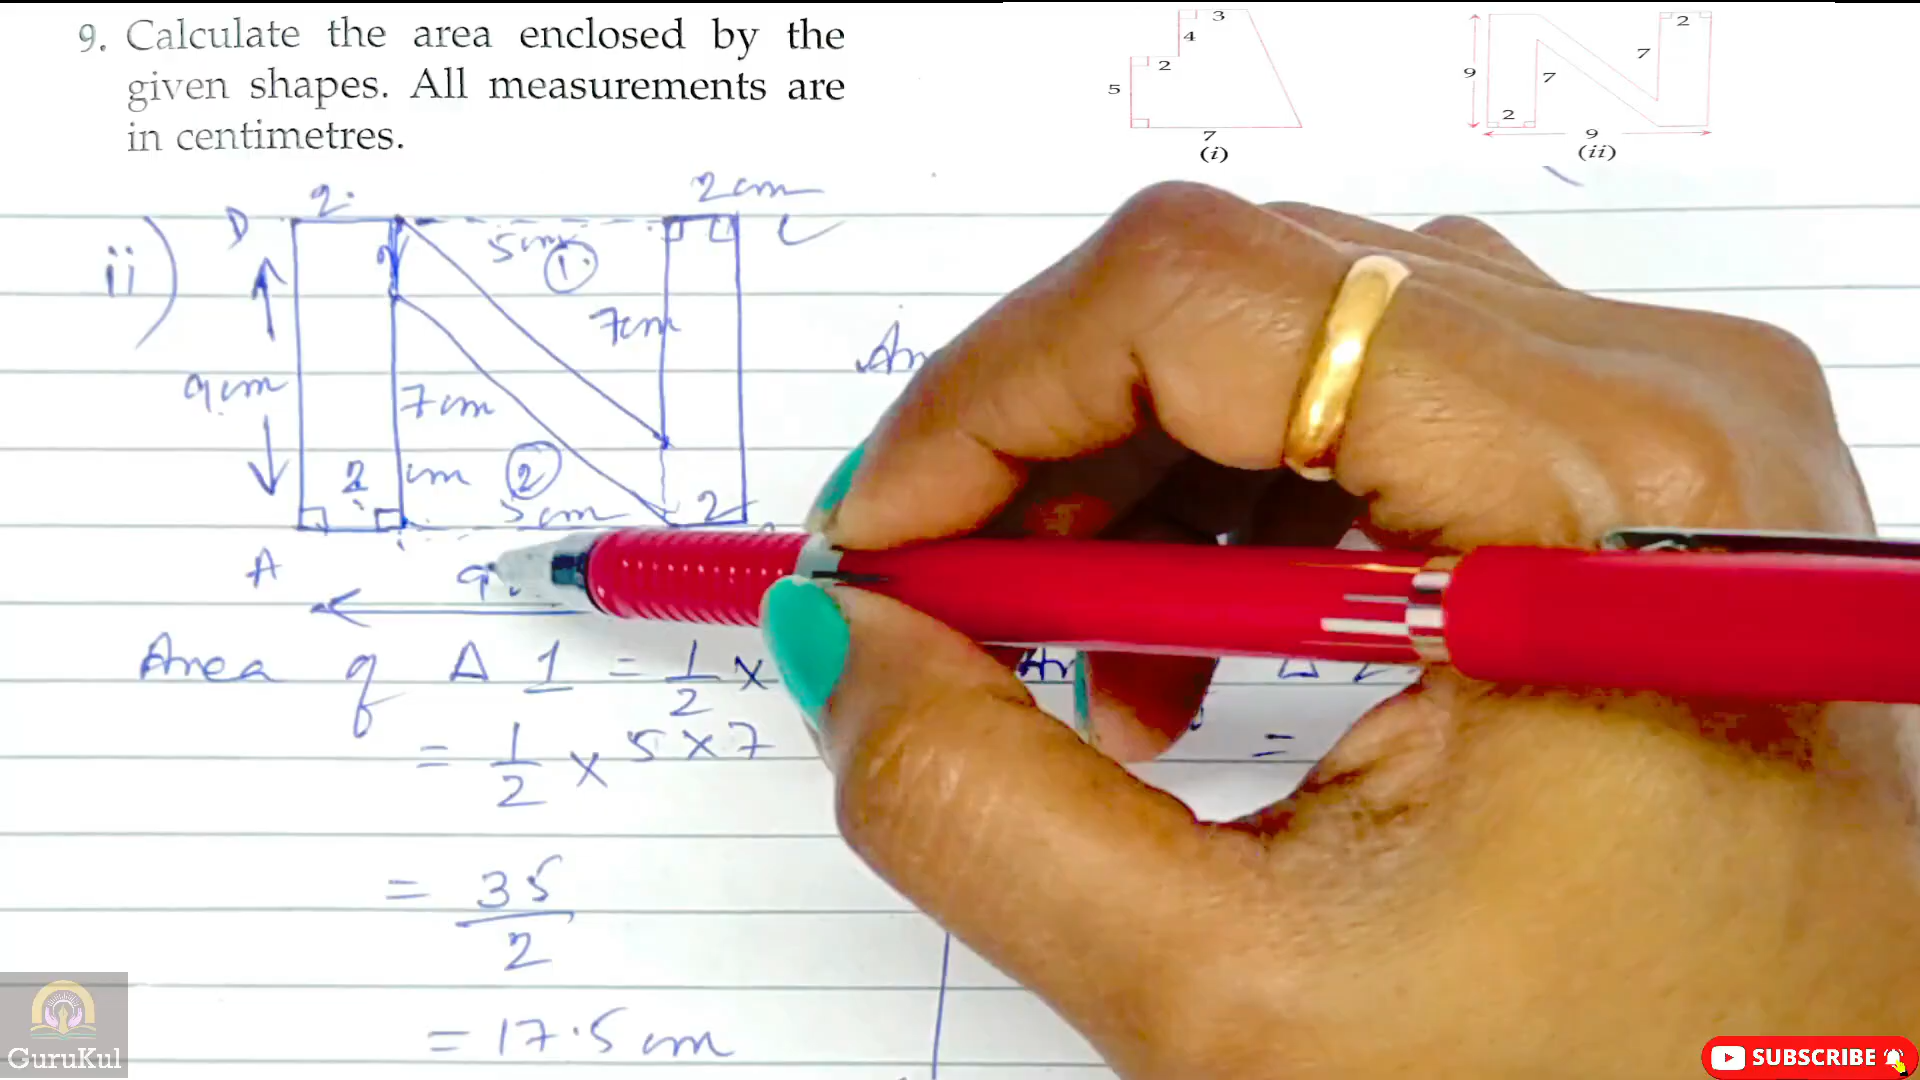 9. Calculate the area enclosed by the
given shapes. All measurements are
in centimetres.
3
4
2
5
7
(i)
2
7
9
7
2
9
(ii)
2
2cm
D
5cm
1
C
ii)
7cm
9cm
7cm
2
cm
2
5cm
2
A
9
Area of Δ 1 = 1/2 ×
= 1/2 × 5×7
=
= 35/2
= 17.5 cm
GuruKul
SUBSCRIBE